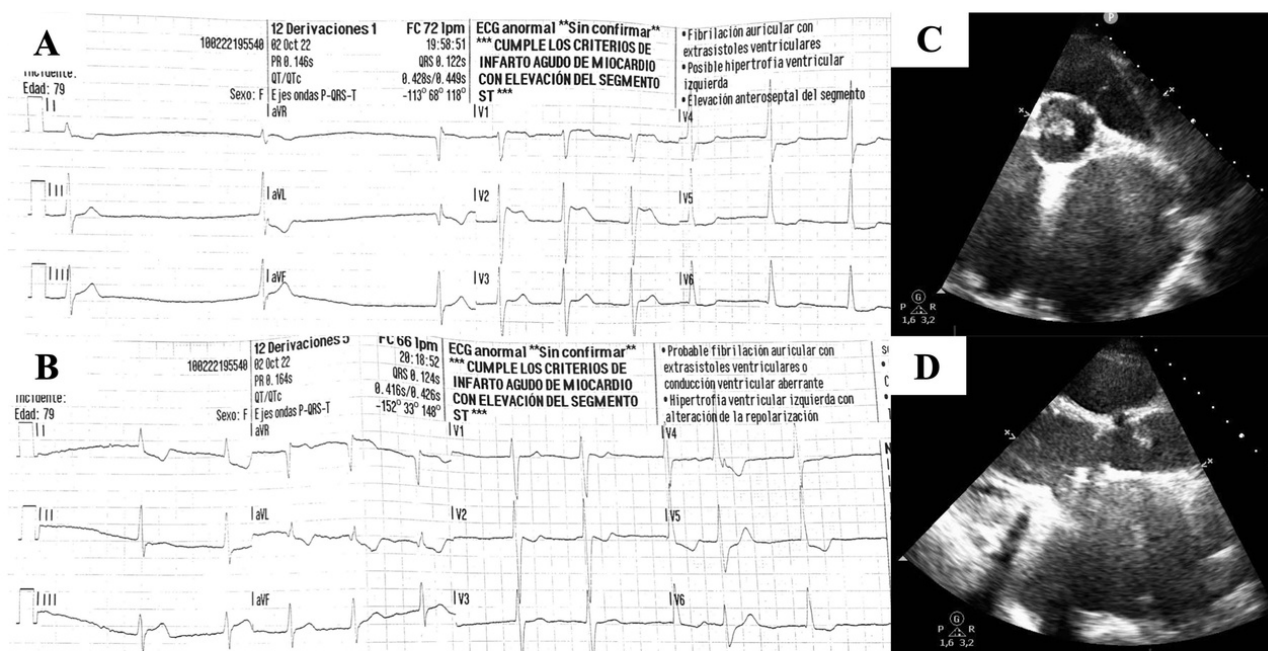 A
100222195540
Incidente:
Edad: 79
Sexo: F
12 Derivaciones 1 FC 72 lpm
02 Oct 22 19:58:51
PR 0.146s QRS 0.122s
QT/QTc 0.428s/0.449s
Ejes ondas P-QRS-T -113° 68° 118°
ECG anormal **Sin confirmar**
*** CUMPLE LOS CRITERIOS DE
INFARTO AGUDO DE MIOCARDIO
CON ELEVACIÓN DEL SEGMENTO
ST ***
• Fibrilación auricular con
extrasístoles ventriculares
• Posible hipertrofia ventricular
izquierda
• Elevación anteroseptal del segmento
I
aVR
V1
V4
II
aVL
V2
V5
III
aVF
V3
V6
B
100222195540
Incidente:
Edad: 79
Sexo: F
12 Derivaciones 5 FC 66 lpm
02 Oct 22 20:18:52
PR 0.164s QRS 0.124s
QT/QTc 0.416s/0.426s
Ejes ondas P-QRS-T -152° 33° 148°
ECG anormal **Sin confirmar**
*** CUMPLE LOS CRITERIOS DE
INFARTO AGUDO DE MIOCARDIO
CON ELEVACIÓN DEL SEGMENTO
ST ***
• Probable fibrilación auricular con
extrasístoles ventriculares o
conducción ventricular aberrante
• Hipertrofia ventricular izquierda con
alteración de la repolarización
I
aVR
V1
V4
II
aVL
V2
V5
III
aVF
V3
V6
C
P
G
P R
1,6 3,2
D
G
P R
1,6 3,2